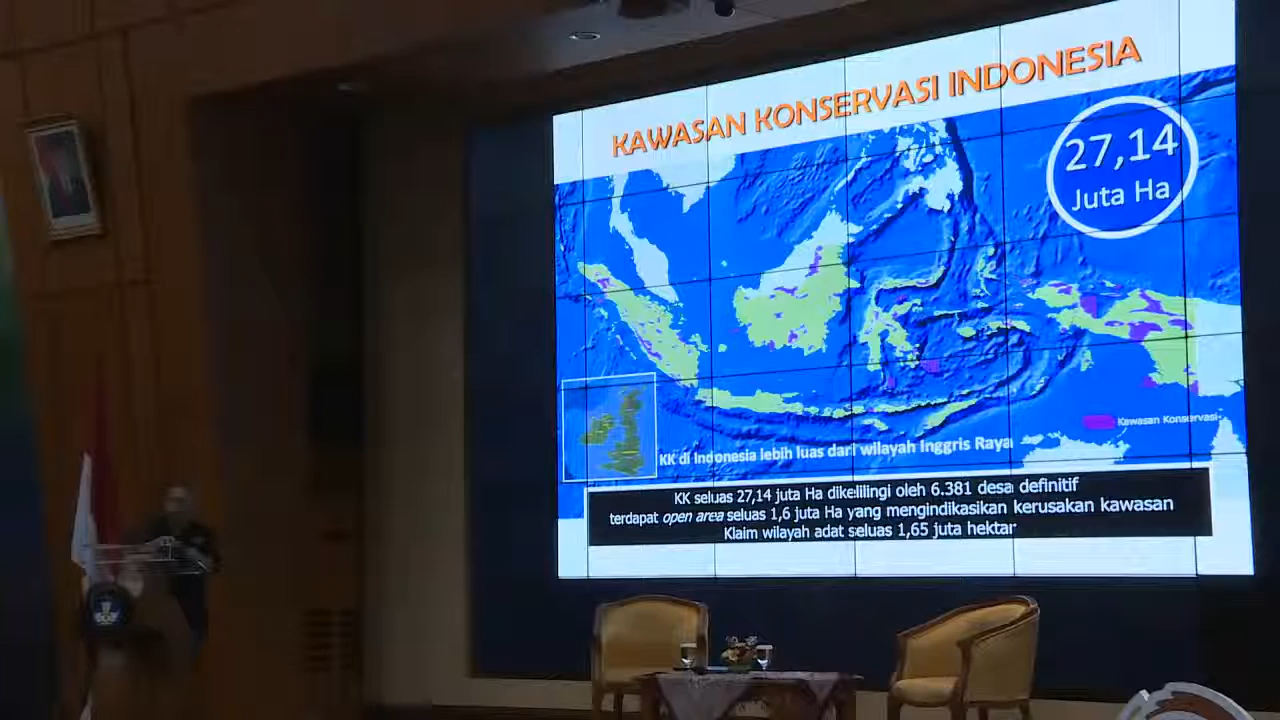 KAWASAN KONSERVASI INDONESIA
27,14
Juta Ha
Kawasan Konservasi
KK di Indonesia lebih luas dari wilayah Inggris Raya
KK seluas 27,14 juta Ha dikelilingi oleh 6.381 desa definitif
terdapat open area seluas 1,6 juta Ha yang mengindikasikan kerusakan kawasan
Klaim wilayah adat seluas 1,65 juta hektar